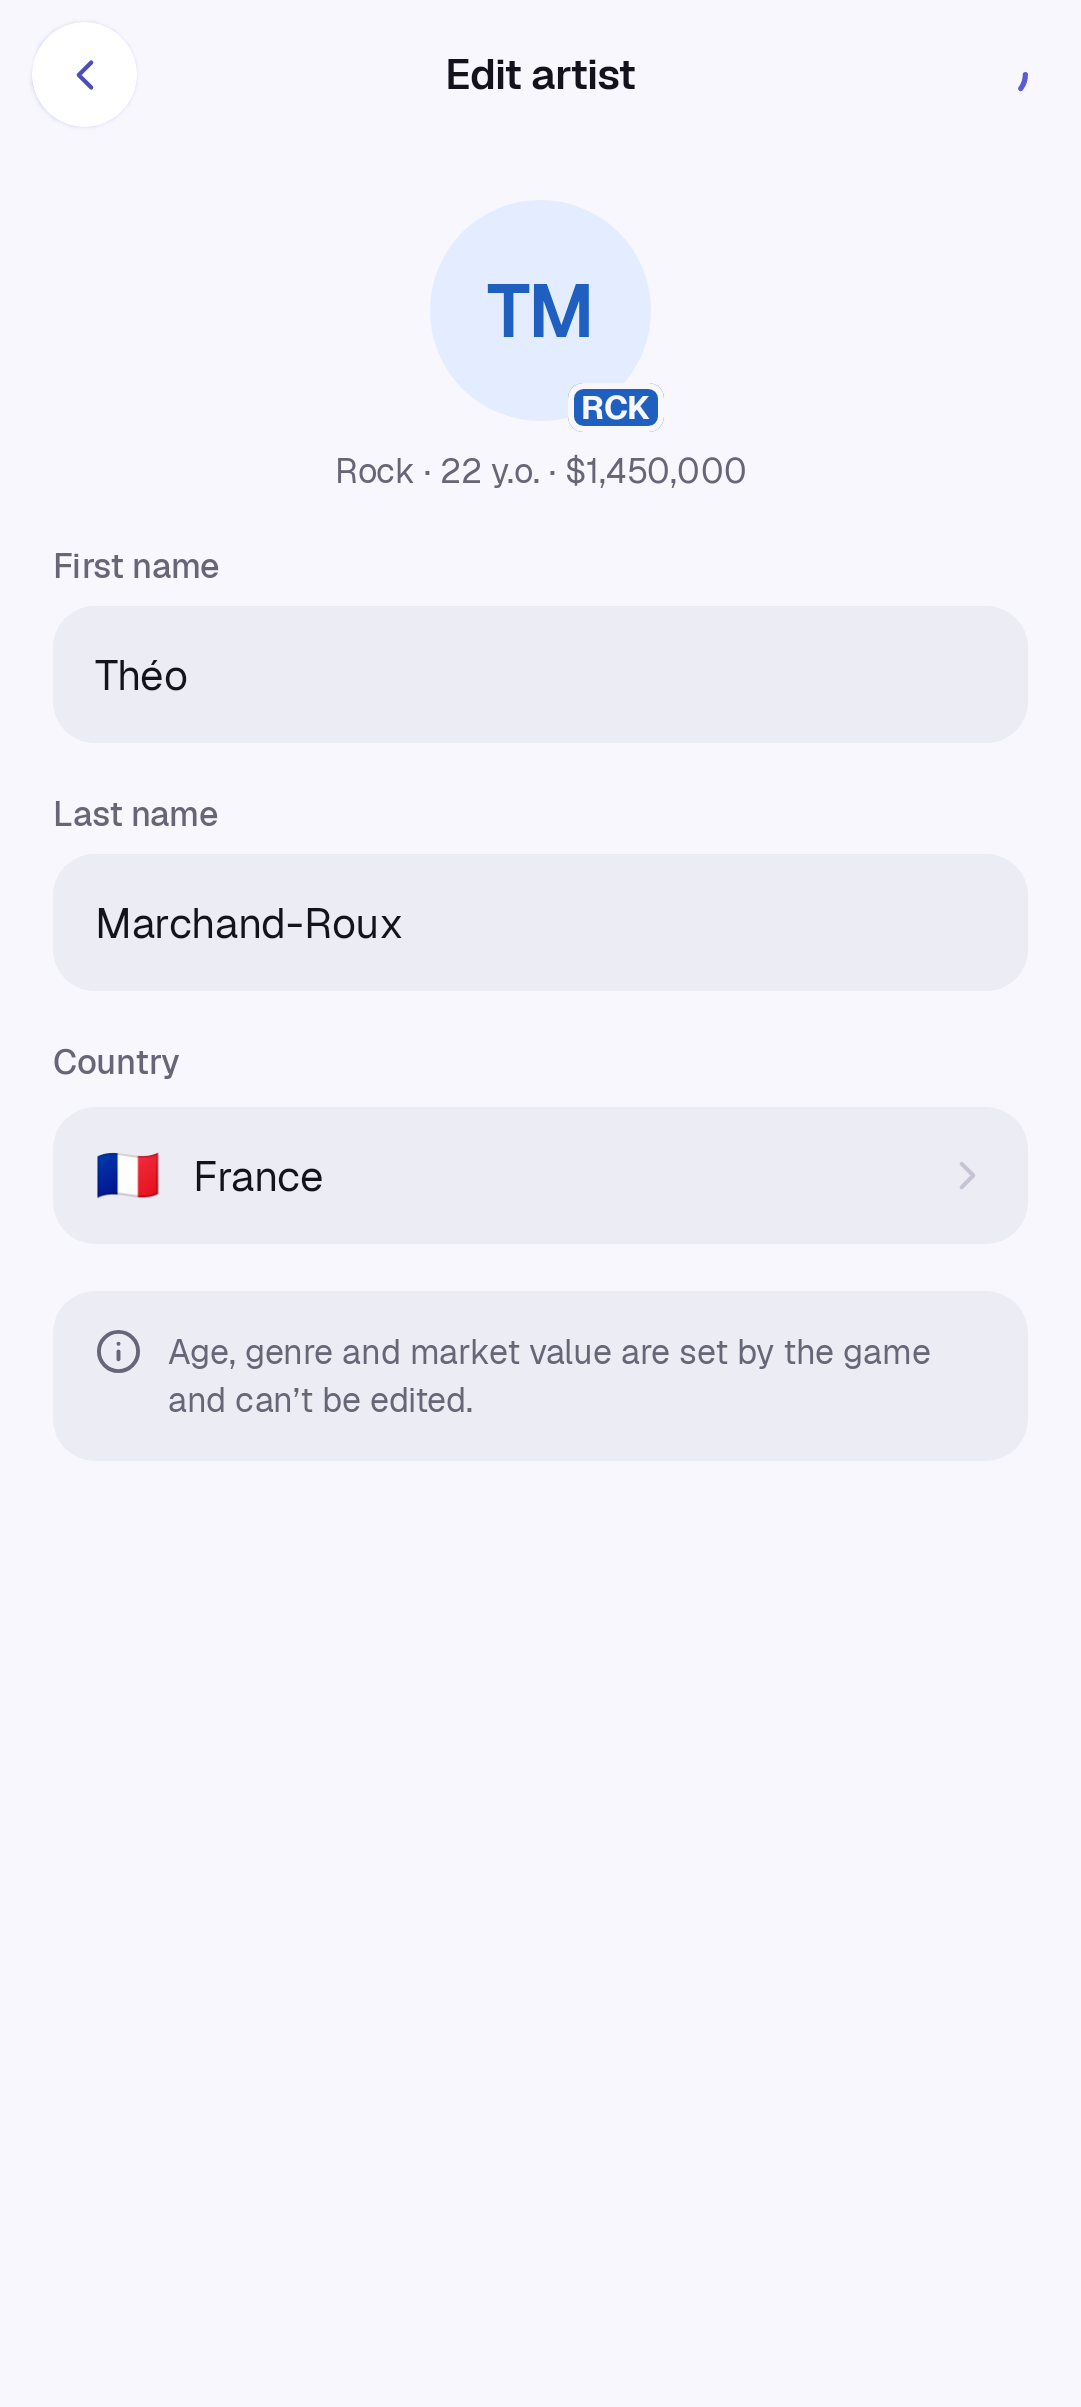 Edit artist
TM
RCK
Rock · 22 y.o. · $1,450,000
First name
Théo
Last name
Marchand-Roux
Country
France
Age, genre and market value are set by the game
and can’t be edited.